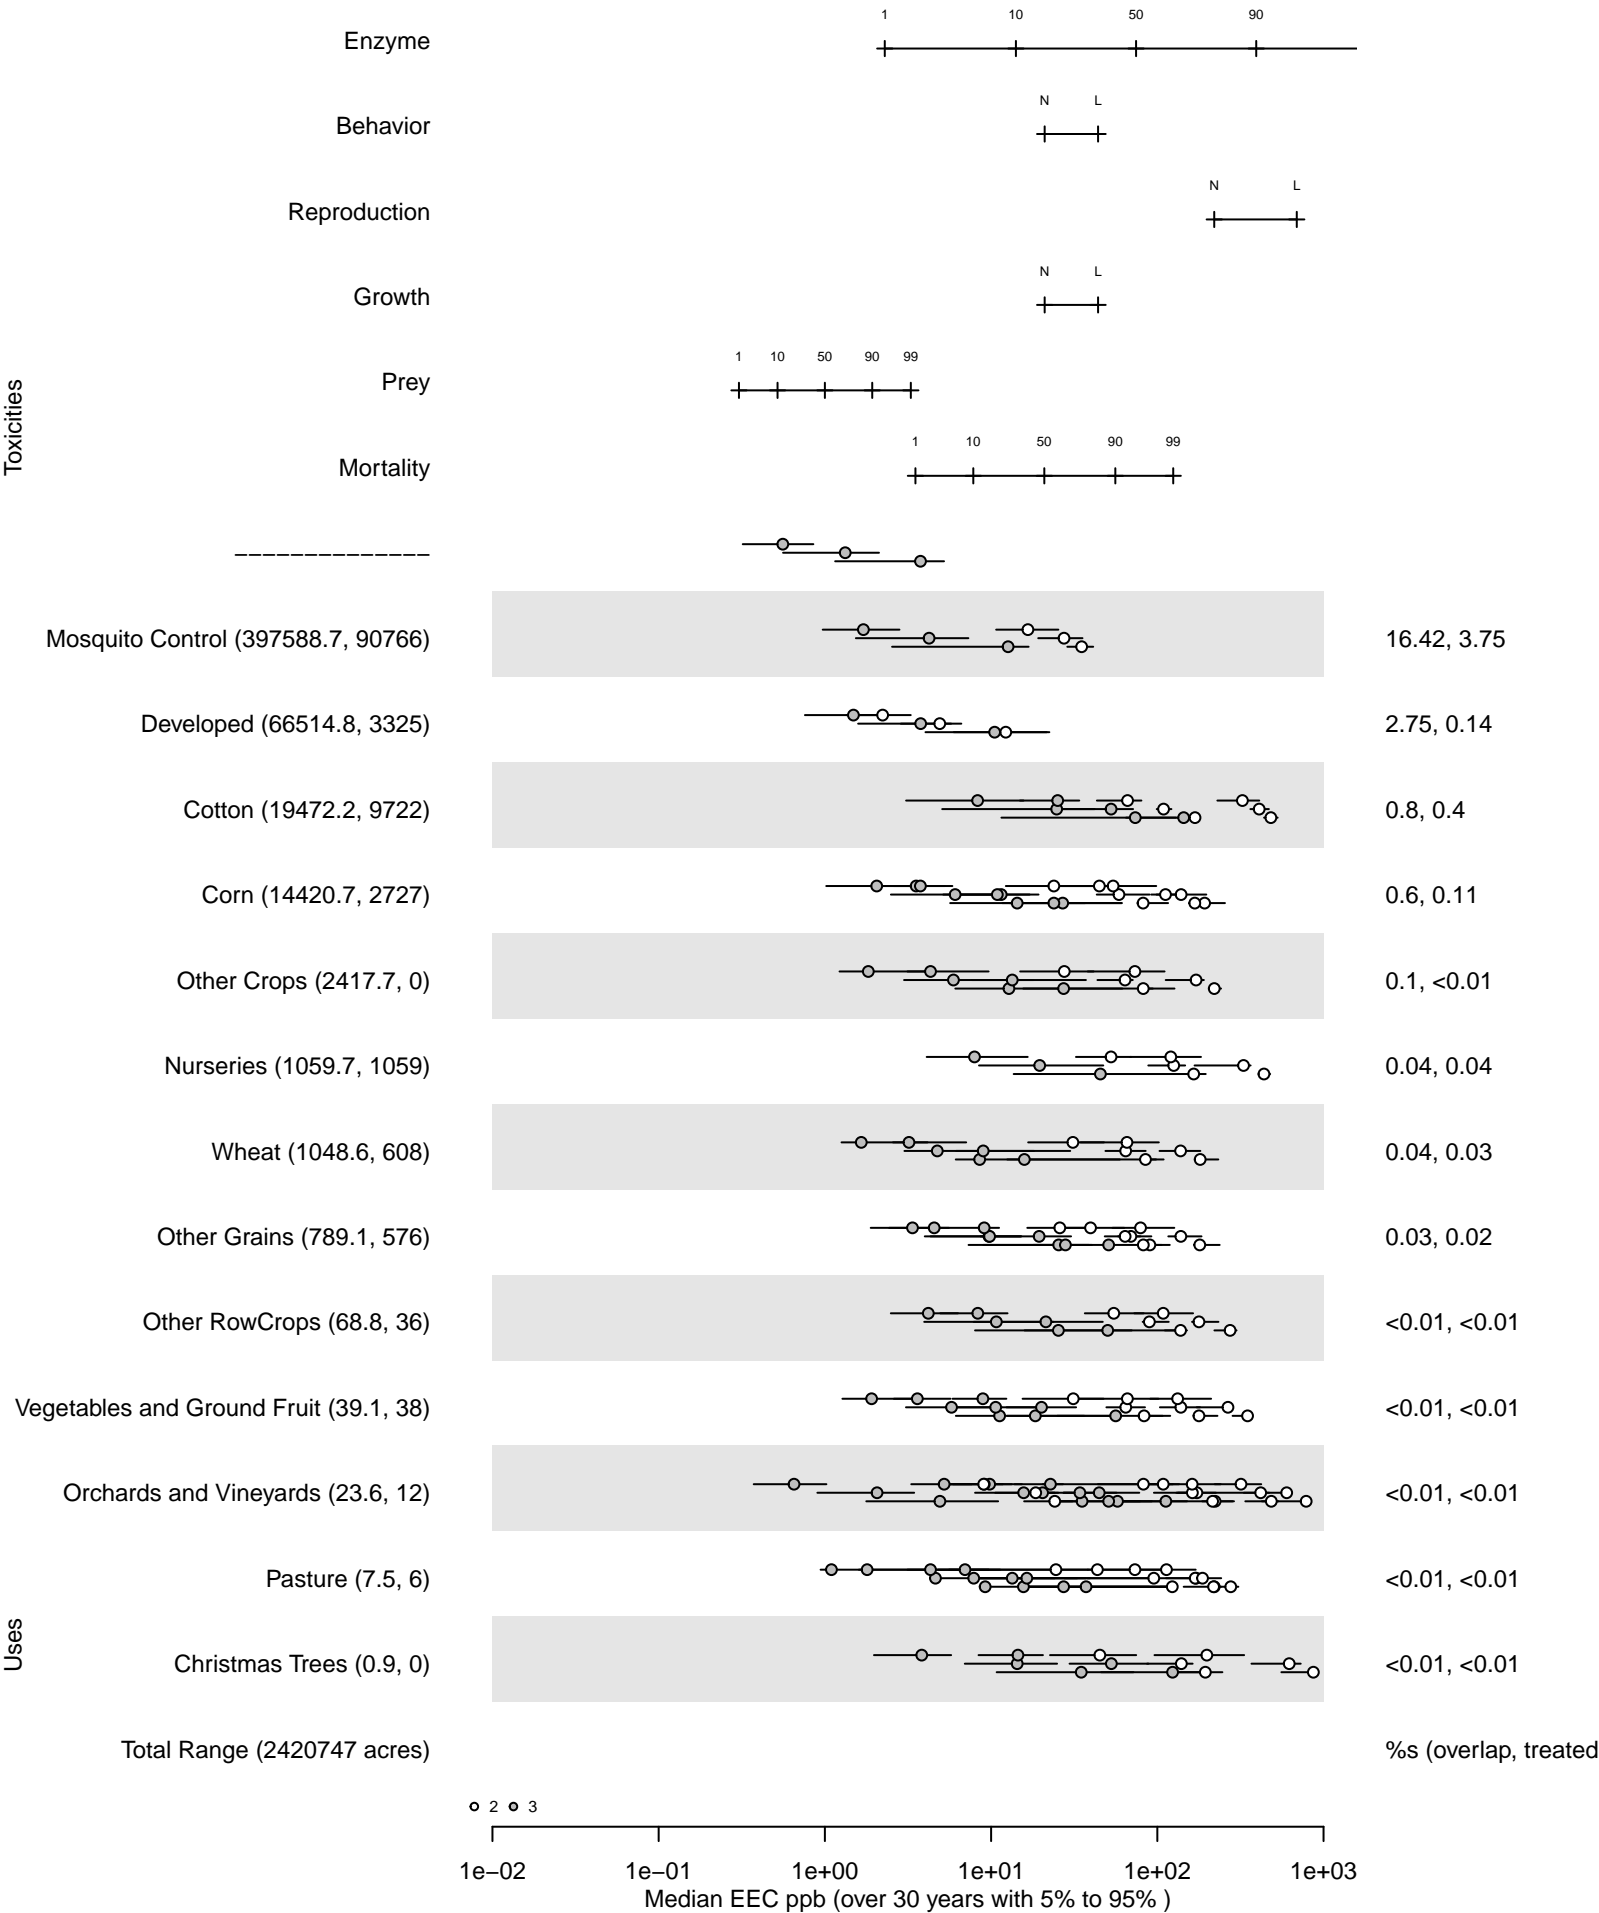 1 10 50 90
Enzyme
N L
Behavior
N L
Reproduction
N L
Growth
1 10 50 90 99
Prey
1 10 50 90 99
Mortality
Toxicities
−−−−−−−−−−−−−−
Mosquito Control (397588.7, 90766) 16.42, 3.75
Developed (66514.8, 3325) 2.75, 0.14
Cotton (19472.2, 9722) 0.8, 0.4
Corn (14420.7, 2727) 0.6, 0.11
Other Crops (2417.7, 0) 0.1, <0.01
Nurseries (1059.7, 1059) 0.04, 0.04
Wheat (1048.6, 608) 0.04, 0.03
Other Grains (789.1, 576) 0.03, 0.02
Other RowCrops (68.8, 36) <0.01, <0.01
Vegetables and Ground Fruit (39.1, 38) <0.01, <0.01
Orchards and Vineyards (23.6, 12) <0.01, <0.01
Pasture (7.5, 6) <0.01, <0.01
Uses
Christmas Trees (0.9, 0) <0.01, <0.01
Total Range (2420747 acres) %s (overlap, treated
2 3
1e−02 1e−01 1e+00 1e+01 1e+02 1e+03
Median EEC ppb (over 30 years with 5% to 95% )